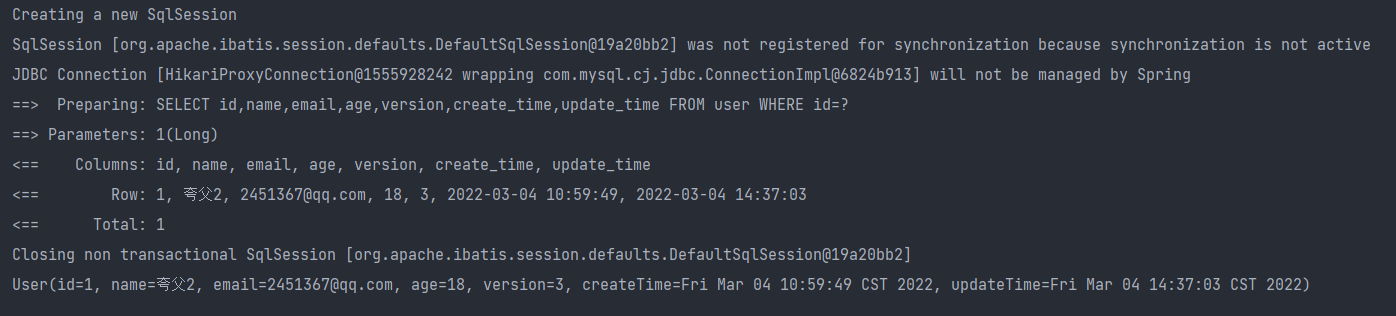 Creating a new SqlSession
SqlSession [org.apache.ibatis.session.defaults.DefaultSqlSession@19a20bb2] was not registered for synchronization because synchronization is not active
JDBC Connection [HikariProxyConnection@1555928242 wrapping com.mysql.cj.jdbc.ConnectionImpl@6824b913] will not be managed by Spring
==>  Preparing: SELECT id,name,email,age,version,create_time,update_time FROM user WHERE id=?
==> Parameters: 1(Long)
<==    Columns: id, name, email, age, version, create_time, update_time
<==        Row: 1, 夸父2, 2451367@qq.com, 18, 3, 2022-03-04 10:59:49, 2022-03-04 14:37:03
<==      Total: 1
Closing non transactional SqlSession [org.apache.ibatis.session.defaults.DefaultSqlSession@19a20bb2]
User(id=1, name=夸父2, email=2451367@qq.com, age=18, version=3, createTime=Fri Mar 04 10:59:49 CST 2022, updateTime=Fri Mar 04 14:37:03 CST 2022)